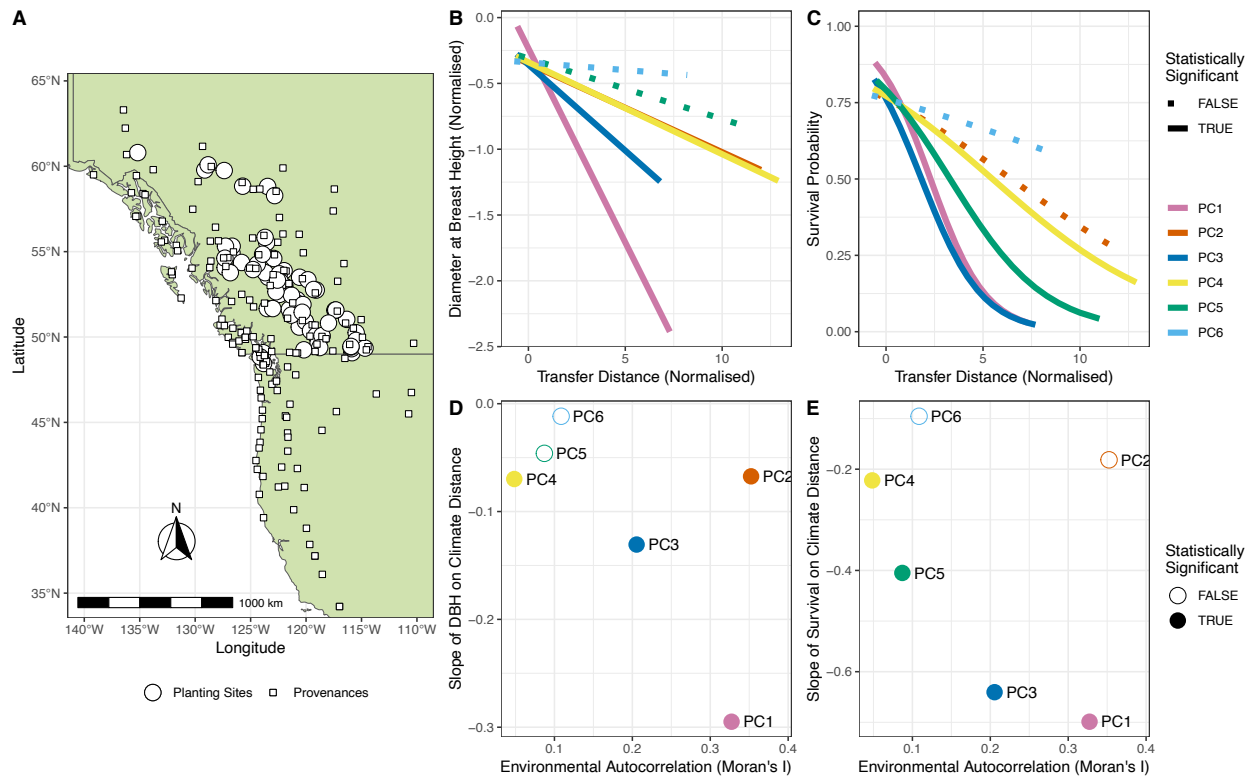 A
65°N
60°N
55°N
50°N
45°N
40°N
35°N
Latitude
N
1000 km
140°W 135°W 130°W 125°W 120°W 115°W 110°W
Longitude
Planting Sites Provenances
B
0.0
−0.5
−1.0
−1.5
−2.0
−2.5
Diameter at Breast Height (Normalised)
0 5 10
Transfer Distance (Normalised)
C
1.00
0.75
0.50
0.25
0.00
Survival Probability
0 5 10
Transfer Distance (Normalised)
Statistically
Significant
FALSE
TRUE
PC1
PC2
PC3
PC4
PC5
PC6
D
0.0
−0.1
−0.2
−0.3
Slope of DBH on Climate Distance
PC6
PC5
PC4
PC2
PC3
PC1
0.1 0.2 0.3 0.4
Environmental Autocorrelation (Moran's I)
E
−0.2
−0.4
−0.6
Slope of Survival on Climate Distance
PC6
PC2
PC4
PC5
PC3
PC1
0.1 0.2 0.3 0.4
Environmental Autocorrelation (Moran's I)
Statistically
Significant
FALSE
TRUE